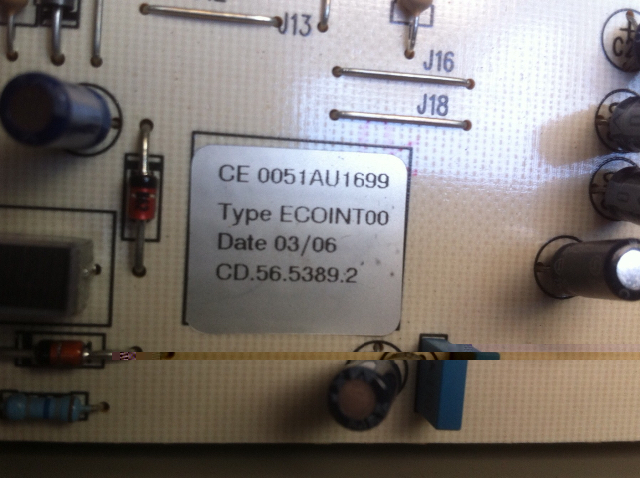 J13
J16
J18
CE 0051AU1699
Type ECOINT00
Date 03/06
CD.56.5389.2